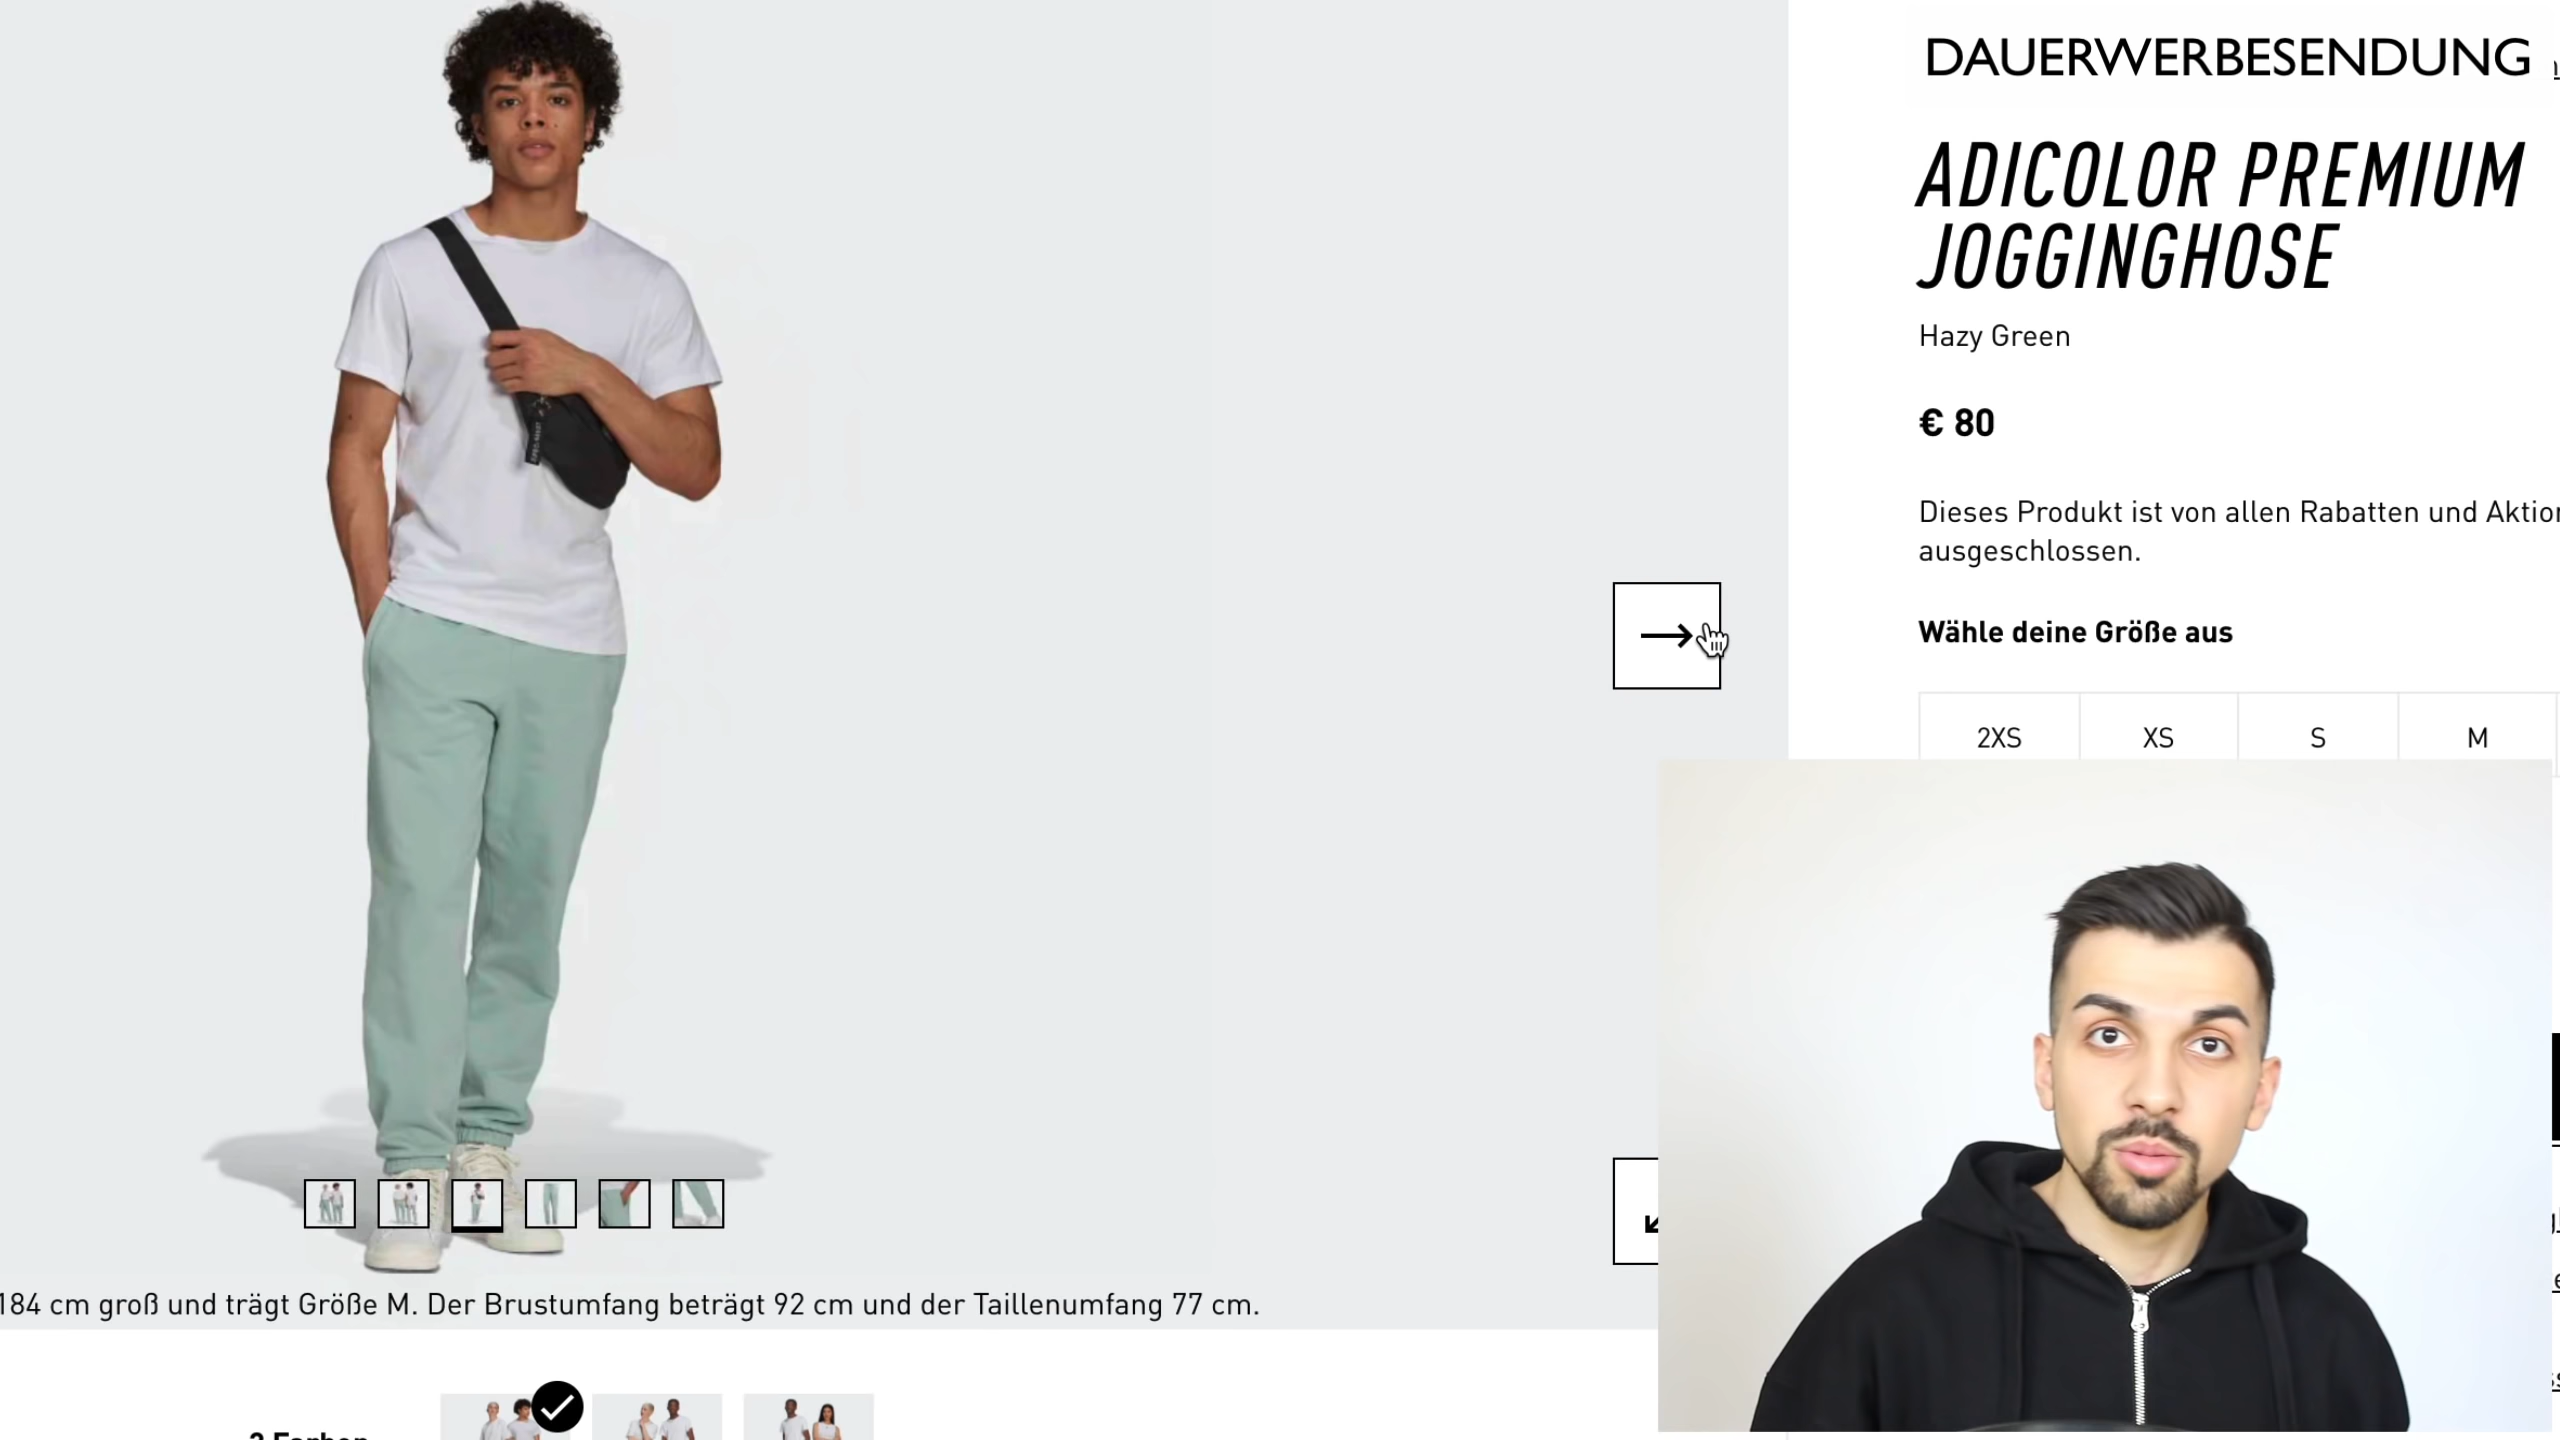 DAUERWERBESENDUNG
ADICOLOR PREMIUM
JOGGINGHOSE
Hazy Green
€ 80
Dieses Produkt ist von allen Rabatten und
ausgeschlossen.
Wähle deine Größe aus
2XS XS S M
184 cm groß und trägt Größe M. Der Brustumfang beträgt 92 cm und der Taillenumfang 77 cm.